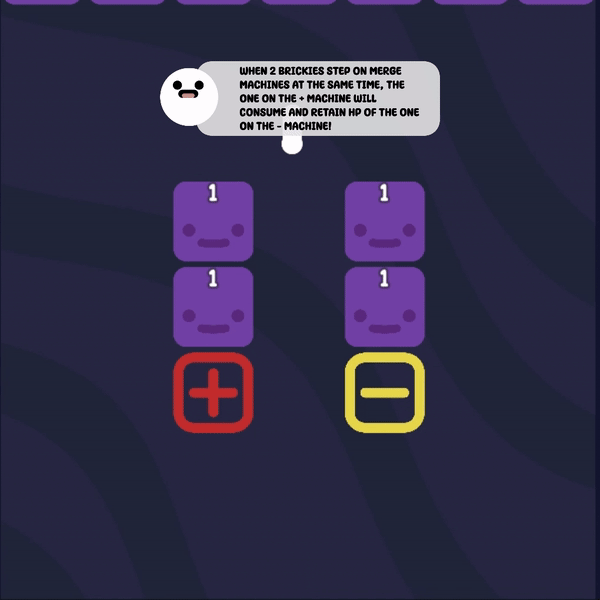 WHEN 2 BRICKIES STEP ON MERGE
MACHINES AT THE SAME TIME, THE
ONE ON THE + MACHINE WILL
CONSUME AND RETAIN HP OF THE ONE
ON THE - MACHINE!
1 1
1 1